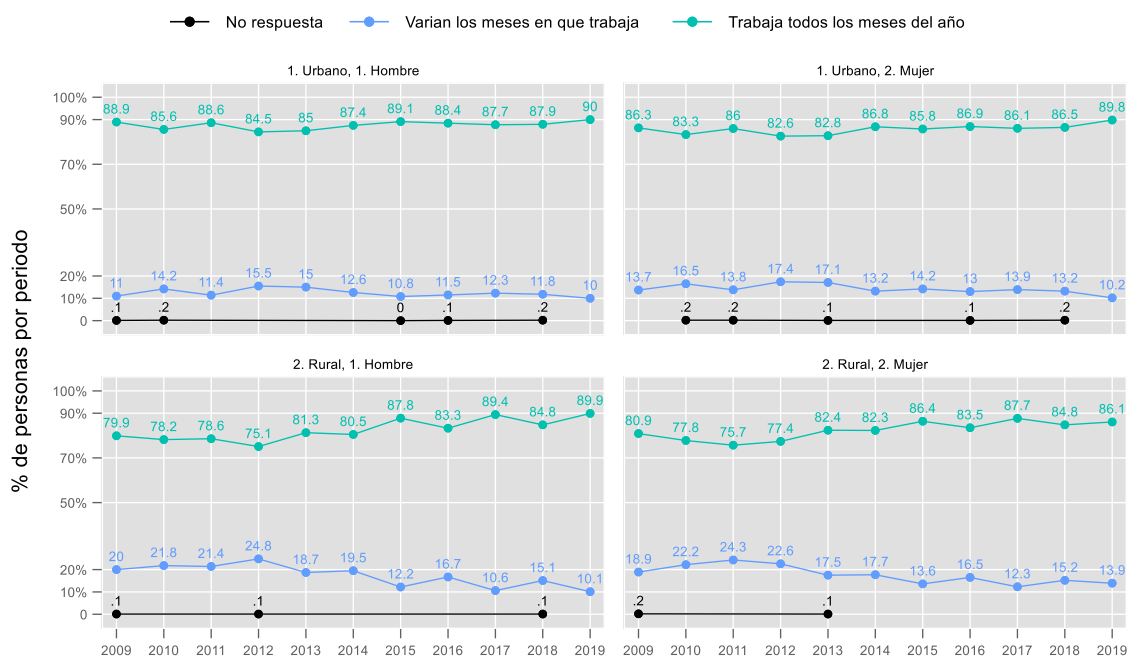 No respuesta Varian los meses en que trabaja Trabaja todos los meses del año
% de personas por periodo
1. Urbano, 1. Hombre
100%
90%
70%
50%
20%
10%
0
88.9 85.6 88.6 84.5 85 87.4 89.1 88.4 87.7 87.9 90
11 14.2 11.4 15.5 15 12.6 10.8 11.5 12.3 11.8 10
.1 .2 0 .1 .2
1. Urbano, 2. Mujer
86.3 83.3 86 82.6 82.8 86.8 85.8 86.9 86.1 86.5 89.8
13.7 16.5 13.8 17.4 17.1 13.2 14.2 13 13.9 13.2 10.2
.2 .2 .1 .1 .2
2. Rural, 1. Hombre
100%
90%
70%
50%
20%
10%
0
79.9 78.2 78.6 75.1 81.3 80.5 87.8 83.3 89.4 84.8 89.9
20 21.8 21.4 24.8 18.7 19.5 12.2 16.7 10.6 15.1 10.1
.1 .1 .1
2009 2010 2011 2012 2013 2014 2015 2016 2017 2018 2019
2. Rural, 2. Mujer
80.9 77.8 75.7 77.4 82.4 82.3 86.4 83.5 87.7 84.8 86.1
18.9 22.2 24.3 22.6 17.5 17.7 13.6 16.5 12.3 15.2 13.9
.2 .1
2009 2010 2011 2012 2013 2014 2015 2016 2017 2018 2019